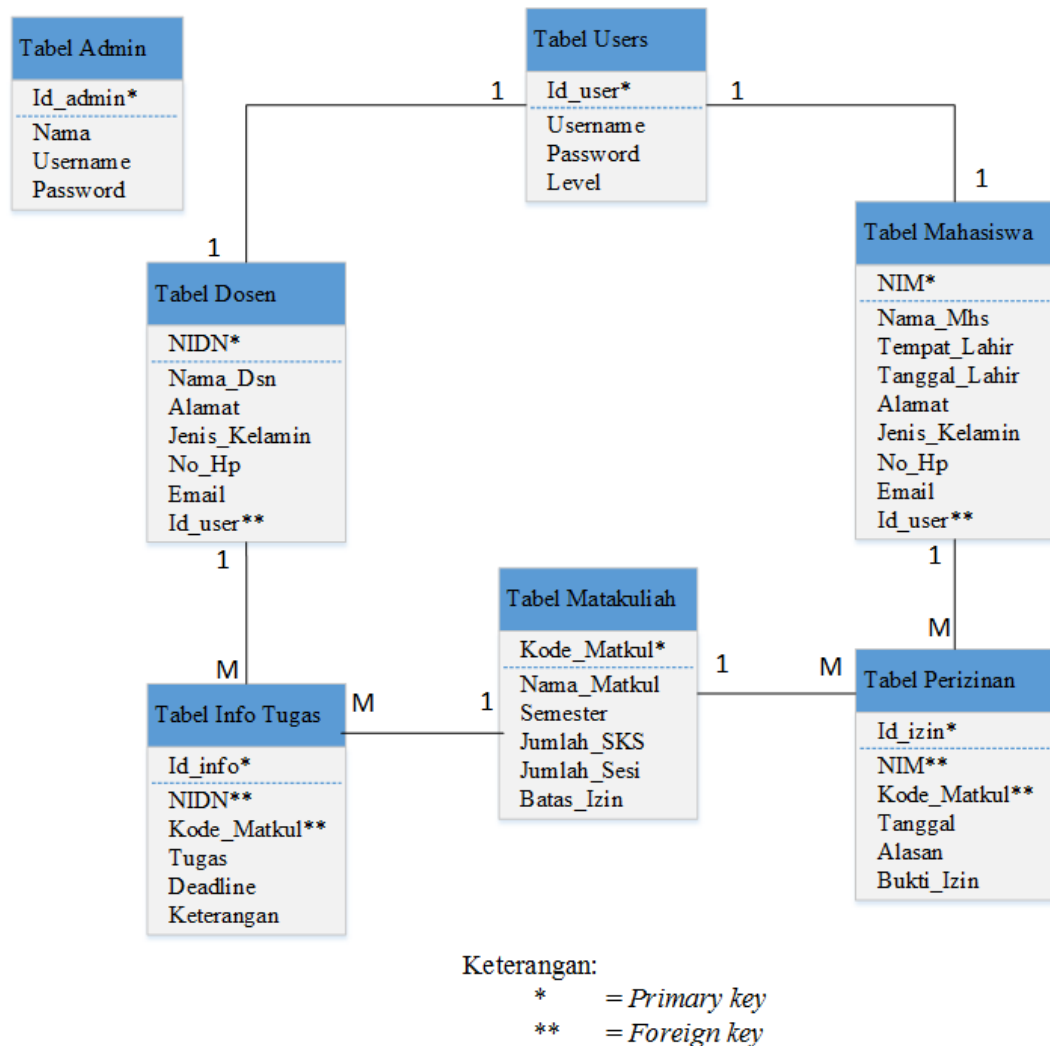 Tabel Admin
Id_admin*
Nama
Username
Password
Tabel Users
Id_user*
Username
Password
Level
1
1
1
1
Tabel Dosen
NIDN*
Nama_Dsn
Alamat
Jenis_Kelamin
No_Hp
Email
Id_user**
Tabel Mahasiswa
NIM*
Nama_Mhs
Tempat_Lahir
Tanggal_Lahir
Alamat
Jenis_Kelamin
No_Hp
Email
Id_user**
1
M
1
M
Tabel Matakuliah
Kode_Matkul*
Nama_Matkul
Semester
Jumlah_SKS
Jumlah_Sesi
Batas_Izin
M
1
1
M
Tabel Info Tugas
Id_info*
NIDN**
Kode_Matkul**
Tugas
Deadline
Keterangan
Tabel Perizinan
Id_izin*
NIM**
Kode_Matkul**
Tanggal
Alasan
Bukti_Izin
Keterangan:
* = Primary key
** = Foreign key